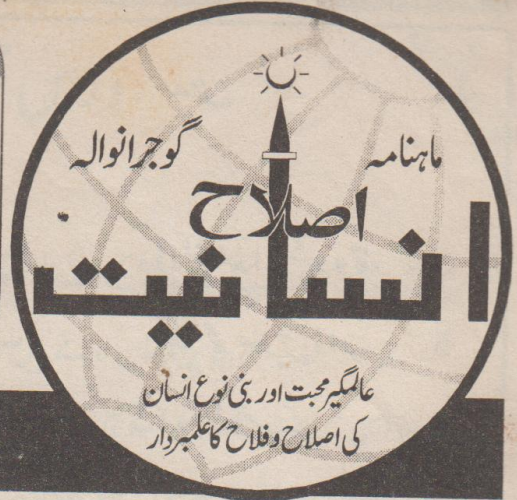 ماہنامہ گوجرانوالہ
اصلاح
انسانیت
عالمگیر محبت اور بنی نوع انسان
کی اصلاح و فلاح کا علمبردار